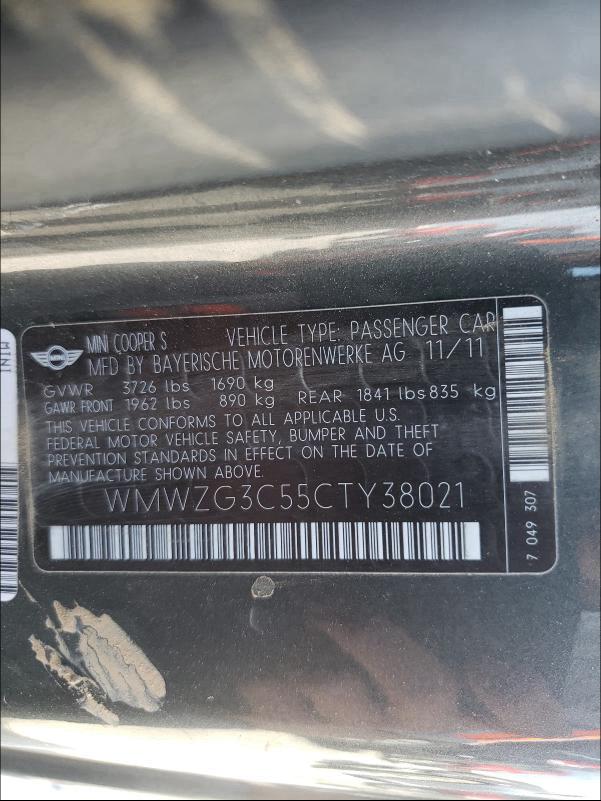 MINI
MINI
MINI COOPER S VEHICLE TYPE: PASSENGER CAR
MFD BY BAYERISCHE MOTORENWERKE AG 11/11
GVWR 3726 lbs 1690 kg
GAWR FRONT 1962 lbs 890 kg REAR 1841 lbs 835 kg
THIS VEHICLE CONFORMS TO ALL APPLICABLE U.S.
FEDERAL MOTOR VEHICLE SAFETY, BUMPER AND THEFT
PREVENTION STANDARDS IN EFFECT ON THE DATE OF
MANUFACTURE SHOWN ABOVE.
WMWZG3C55CTY38021
7 049 307